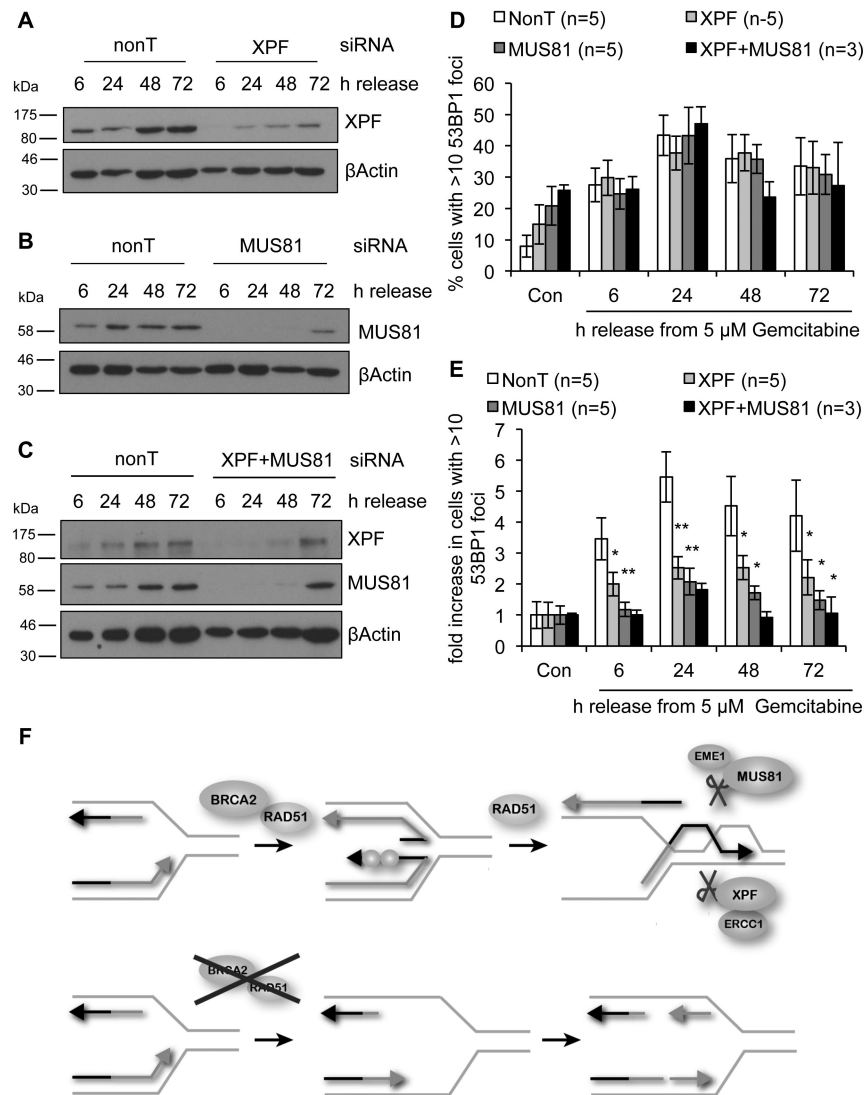 A
nonT XPF siRNA
6 24 48 72 6 24 48 72 h release
kDa
175
80
XPF
46
30
βActin
B
nonT MUS81 siRNA
6 24 48 72 6 24 48 72 h release
kDa
58
MUS81
46
30
βActin
C
nonT XPF+MUS81 siRNA
6 24 48 72 6 24 48 72 h release
kDa
175
80
XPF
58
MUS81
46
30
βActin
D
NonT (n=5) XPF (n-5)
MUS81 (n=5) XPF+MUS81 (n=3)
% cells with >10 53BP1 foci
60
50
40
30
20
10
0
Con 6 24 48 72
h release from 5 µM Gemcitabine
E
NonT (n=5) XPF (n=5)
MUS81 (n=5) XPF+MUS81 (n=3)
fold increase in cells with >10
53BP1 foci
7
6
5
4
3
2
1
0
* ** ** ** * * * * *
Con 6 24 48 72
h release from 5 µM Gemcitabine
F
BRCA2
RAD51
RAD51
EME1
MUS81
XPF
ERCC1
BRCA2
RAD51